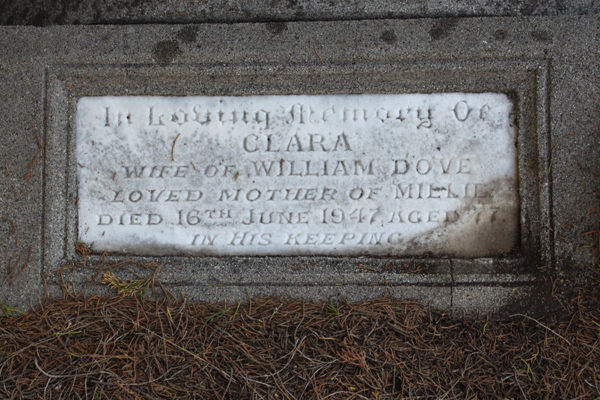 In Loving Memory Of
CLARA
WIFE OF WILLIAM DOVE
LOVED MOTHER OF MILLIE
DIED 16TH JUNE 1947 AGED 77
IN HIS KEEPING